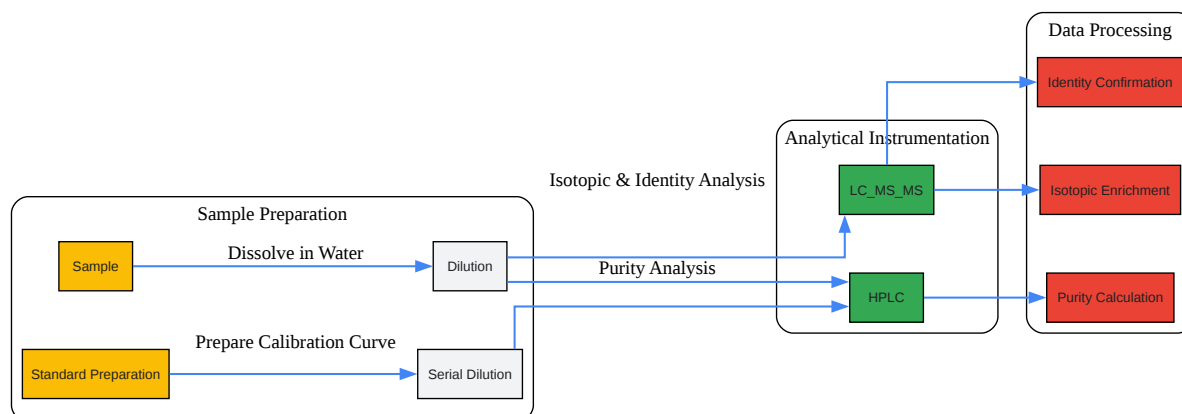 Data Processing
Identity Confirmation
Analytical Instrumentation
Isotopic & Identity Analysis
LC_MS_MS
Isotopic Enrichment
Sample Preparation
Dissolve in Water
Sample
Dilution
Purity Analysis
HPLC
Purity Calculation
Prepare Calibration Curve
Standard Preparation
Serial Dilution